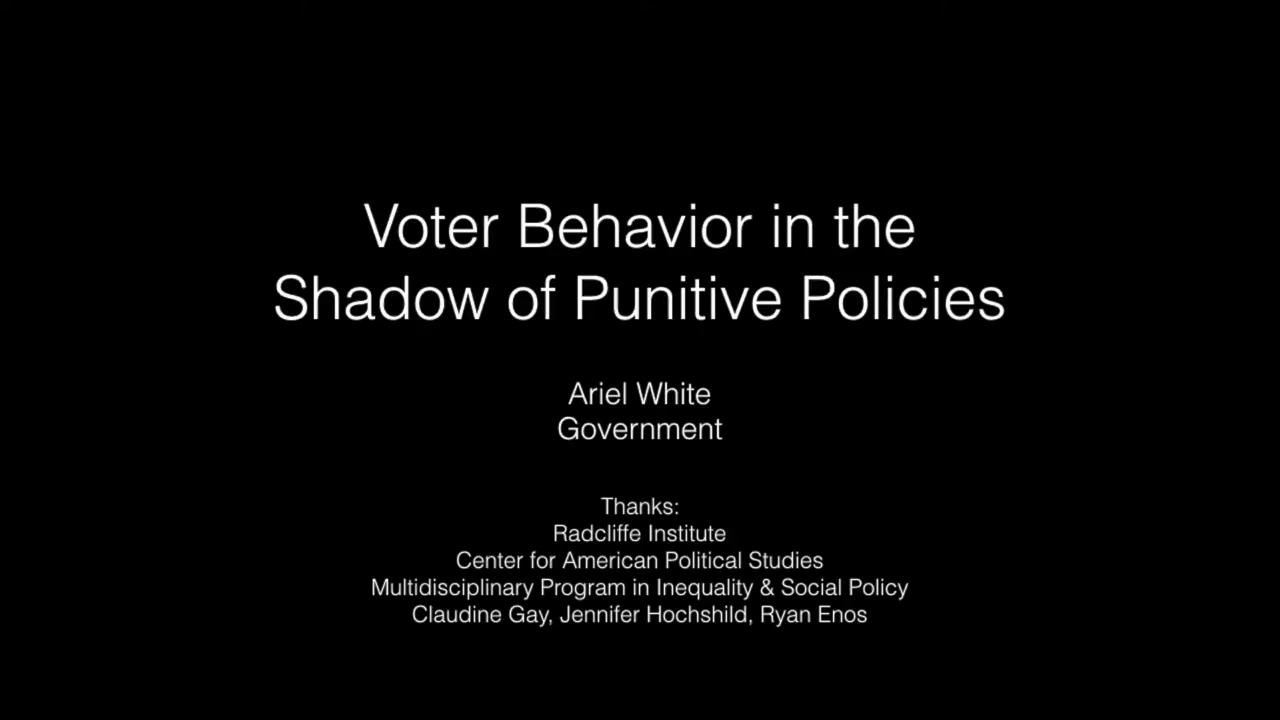 Voter Behavior in the
Shadow of Punitive Policies
Ariel White
Government
Thanks:
Radcliffe Institute
Center for American Political Studies
Multidisciplinary Program in Inequality & Social Policy
Claudine Gay, Jennifer Hochshild, Ryan Enos